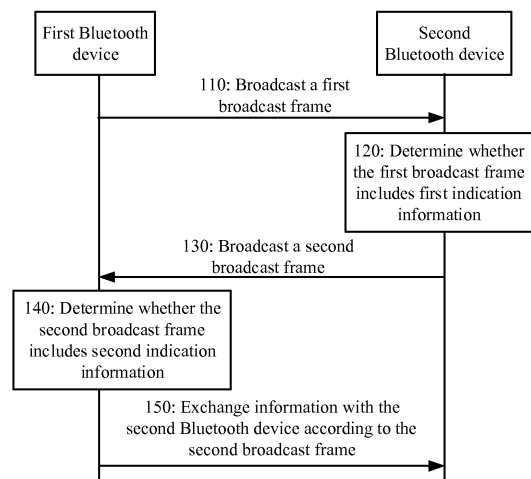 First Bluetooth
device
Second
Bluetooth device
110: Broadcast a first
broadcast frame
120: Determine whether
the first broadcast frame
includes first indication
information
130: Broadcast a second
broadcast frame
140: Determine whether the
second broadcast frame
includes second indication
information
150: Exchange information with the
second Bluetooth device according to the
second broadcast frame